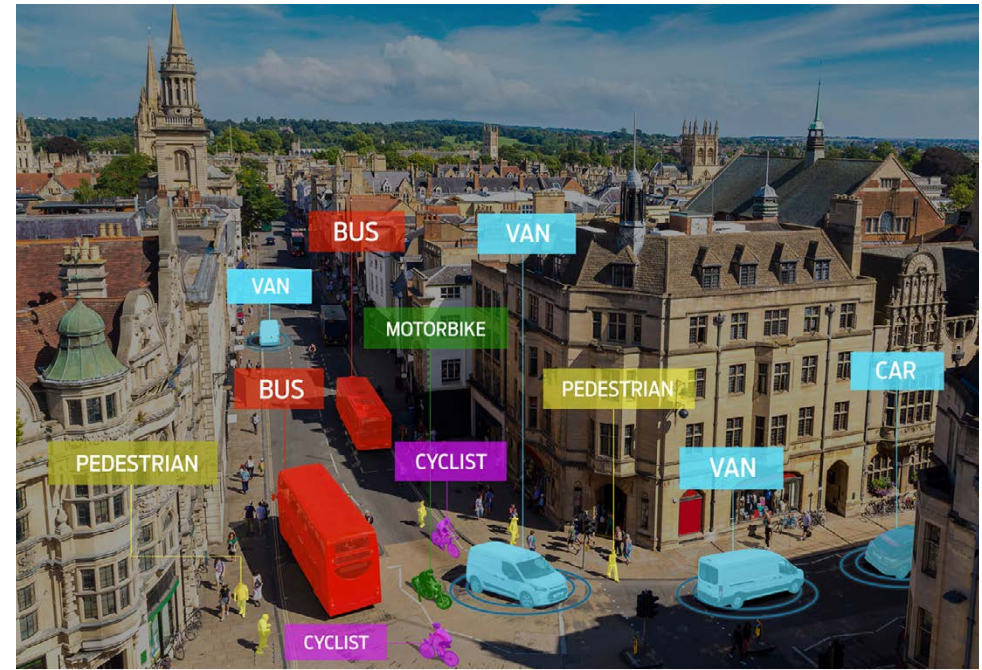 BUS
VAN
VAN
MOTORBIKE
BUS
PEDESTRIAN
CAR
PEDESTRIAN
CYCLIST
VAN
CYCLIST